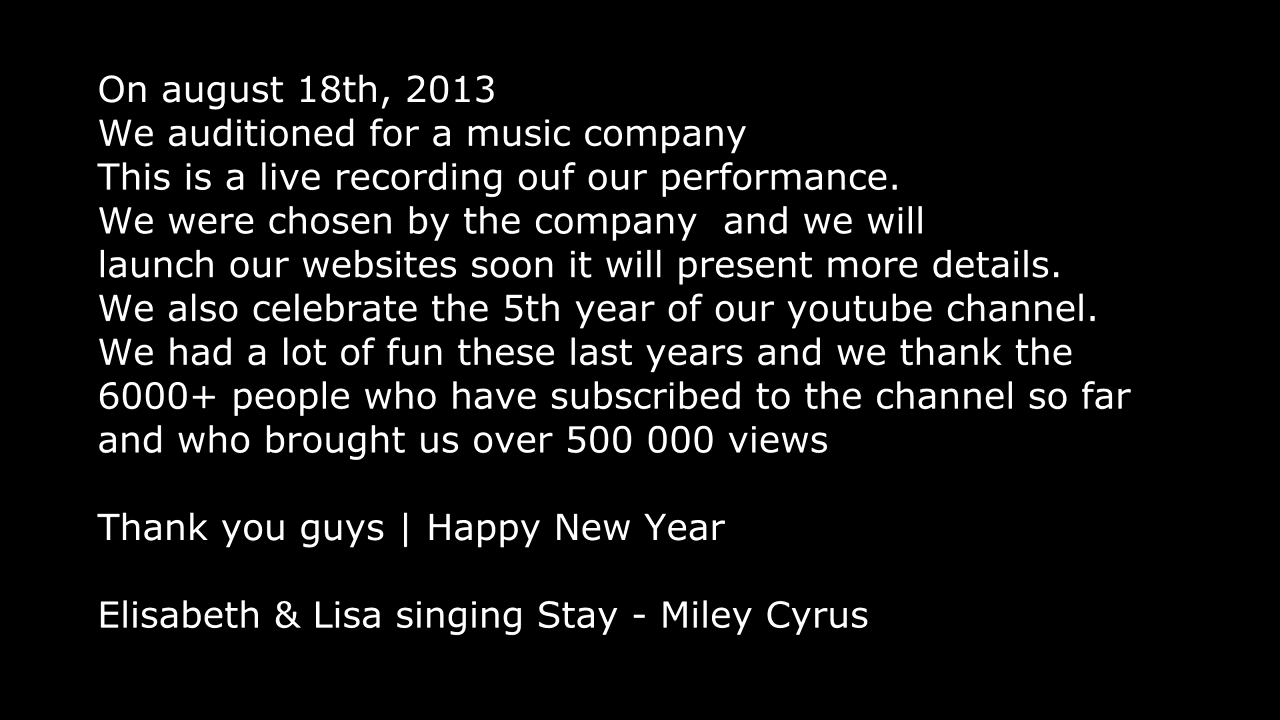 On august 18th, 2013
We auditioned for a music company
This is a live recording ouf our performance.
We were chosen by the company  and we will
launch our websites soon it will present more details.
We also celebrate the 5th year of our youtube channel.
We had a lot of fun these last years and we thank the
6000+ people who have subscribed to the channel so far
and who brought us over 500 000 views
Thank you guys | Happy New Year
Elisabeth & Lisa singing Stay - Miley Cyrus